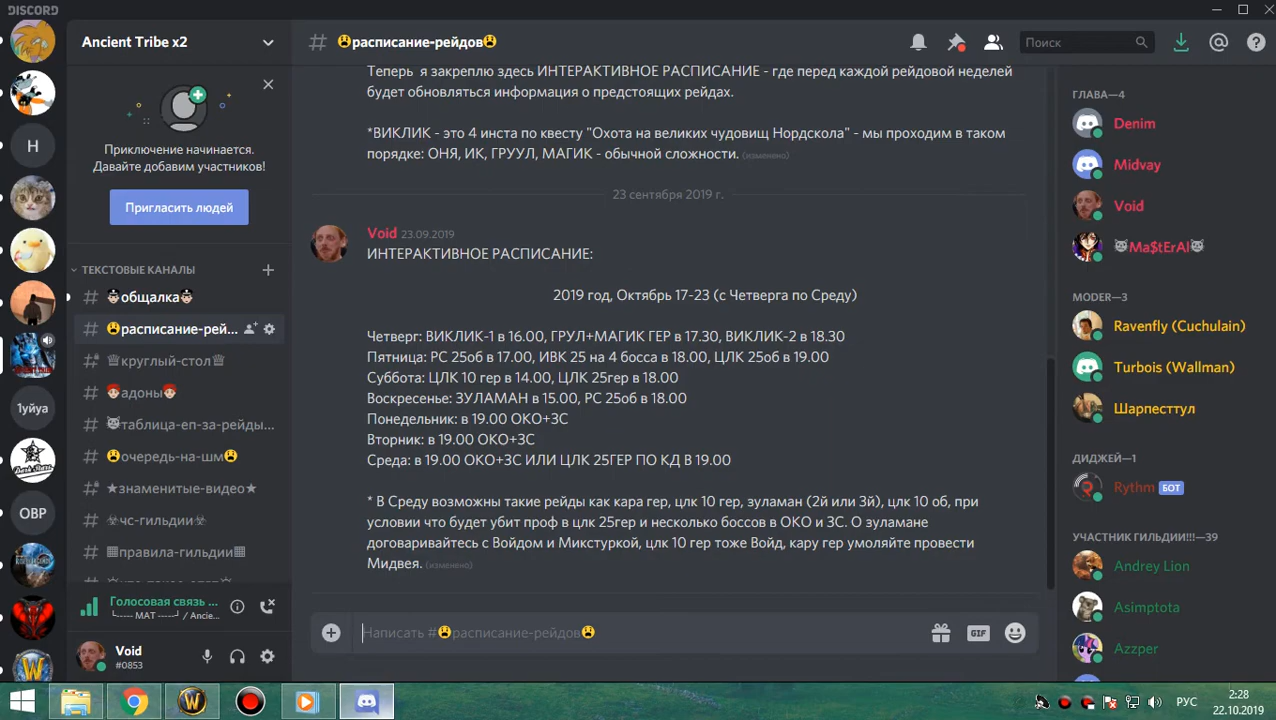 DISCORD
Ancient Tribe x2
расписание-рейдов
Поиск
Приключение начинается.
Давайте добавим участников!
Пригласить людей
ТЕКСТОВЫЕ КАНАЛЫ
общалка
расписание-рей...
круглый-стол
адоны
таблица-еп-за-рейды...
очередь-на-шм
★знаменитые-видео★
чс-гильдии
правила-гильдии
Голосовая связь ...
└----- МАТ -----┘ / Ancie...
Void
#0853
Н
1уйуа
ОВР
Теперь я закреплю здесь ИНТЕРАКТИВНОЕ РАСПИСАНИЕ - где перед каждой рейдовой неделей
будет обновляться информация о предстоящих рейдах.
*ВИКЛИК - это 4 инста по квесту "Охота на великих чудовищ Нордскола" - мы проходим в таком
порядке: ОНЯ, ИК, ГРУУЛ, МАГИК - обычной сложности. (изменено)
23 сентября 2019 г.
Void 23.09.2019
ИНТЕРАКТИВНОЕ РАСПИСАНИЕ:
2019 год, Октябрь 17-23 (с Четверга по Среду)
Четверг: ВИКЛИК-1 в 16.00, ГРУЛ+МАГИК ГЕР в 17.30, ВИКЛИК-2 в 18.30
Пятница: РС 25об в 17.00, ИВК 25 на 4 босса в 18.00, ЦЛК 25об в 19.00
Суббота: ЦЛК 10 гер в 14.00, ЦЛК 25гер в 18.00
Воскресенье: ЗУЛАМАН в 15.00, РС 25об в 18.00
Понедельник: в 19.00 ОКО+ЗС
Вторник: в 19.00 ОКО+ЗС
Среда: в 19.00 ОКО+ЗС ИЛИ ЦЛК 25ГЕР ПО КД В 19.00
* В Среду возможны такие рейды как кара гер, цлк 10 гер, зуламан (2й или 3й), цлк 10 об, при
условии что будет убит проф в цлк 25гер и несколько боссов в ОКО и ЗС. О зуламане
договаривайтесь с Войдом и Микстуркой, цлк 10 гер тоже Войд, кару гер умоляйте провести
Мидвея. (изменено)
Написать #расписание-рейдов
GIF
ГЛАВА—4
Denim
Midvay
Void
Ma$tErAl
MODER—3
Ravenfly (Cuchulain)
Turbois (Wallman)
Шарпесттул
ДИДЖЕЙ—1
Rythm БОТ
УЧАСТНИК ГИЛЬДИИ!!!—39
Andrey Lion
Asimptota
Azzper
РУС
2:28
22.10.2019